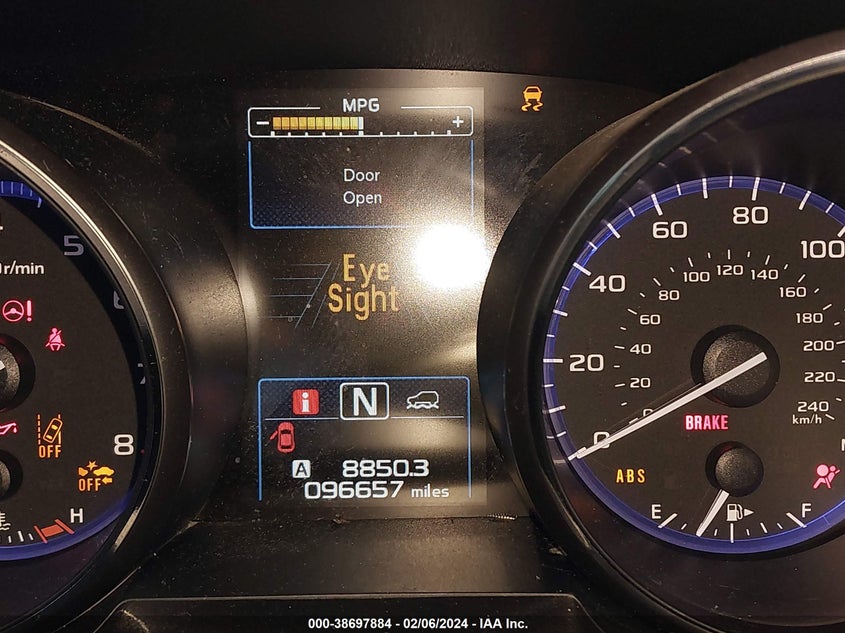 MPG
- +
Door
Open
Eye
Sight
i N
A 8850.3
096657 miles
5
r/min
8
OFF
OFF
H
0 20 40 60 80 100
20 40 60 80 100 120 140 160 180 200 220 240
km/h
BRAKE
ABS
E F
000-38697884 - 02/06/2024 - IAA Inc.